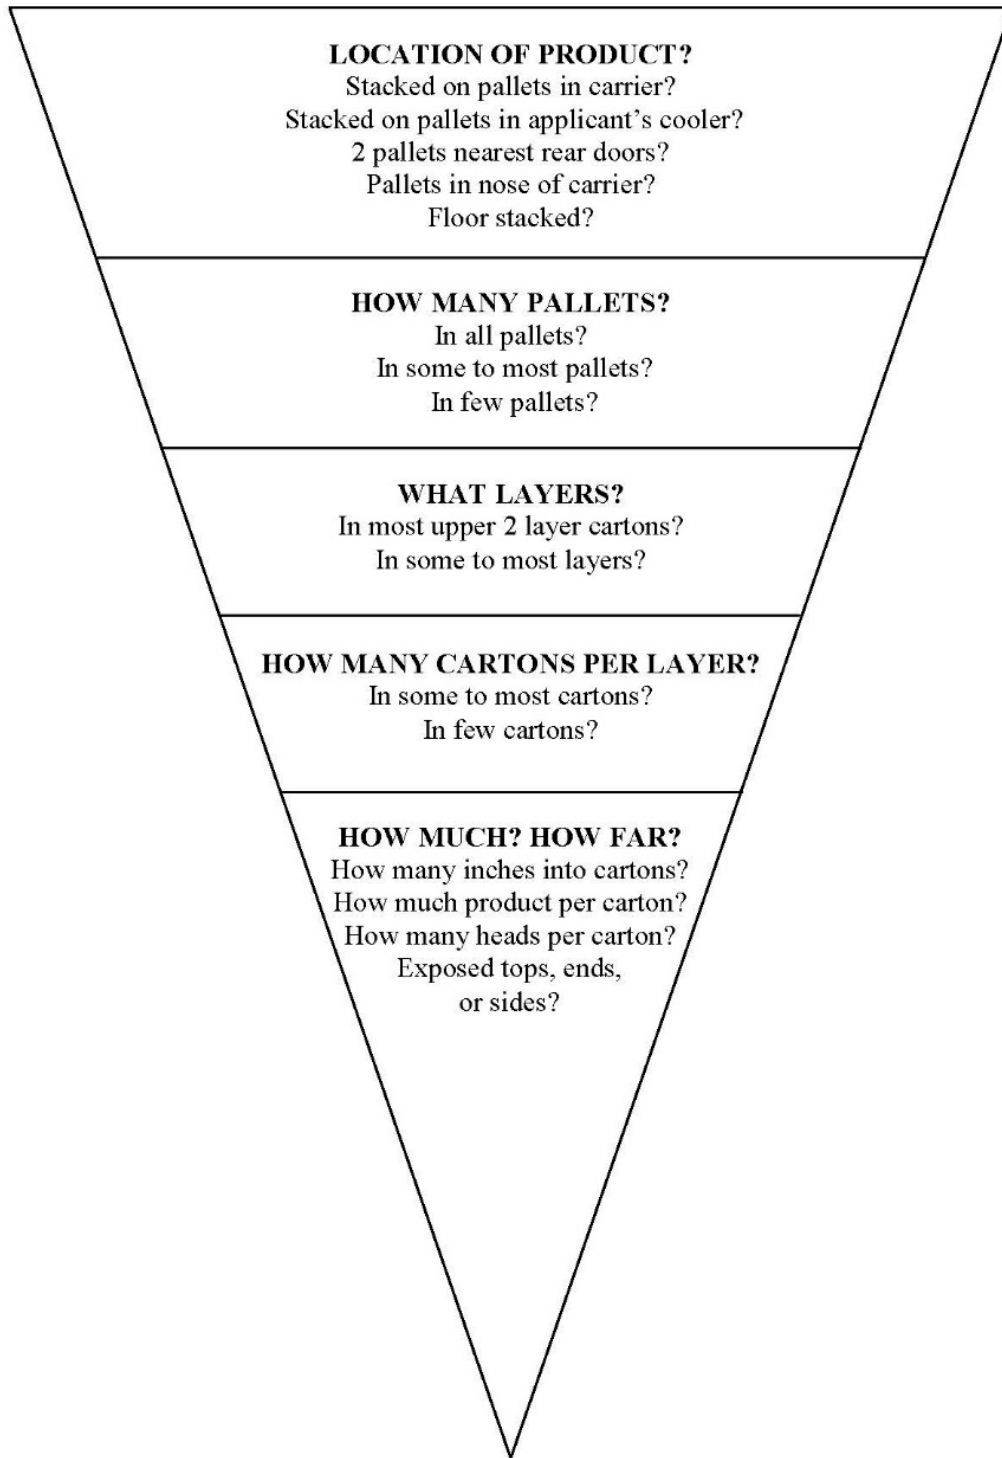 LOCATION OF PRODUCT?
Stacked on pallets in carrier?
Stacked on pallets in applicant’s cooler?
2 pallets nearest rear doors?
Pallets in nose of carrier?
Floor stacked?
HOW MANY PALLETS?
In all pallets?
In some to most pallets?
In few pallets?
WHAT LAYERS?
In most upper 2 layer cartons?
In some to most layers?
HOW MANY CARTONS PER LAYER?
In some to most cartons?
In few cartons?
HOW MUCH? HOW FAR?
How many inches into cartons?
How much product per carton?
How many heads per carton?
Exposed tops, ends,
or sides?